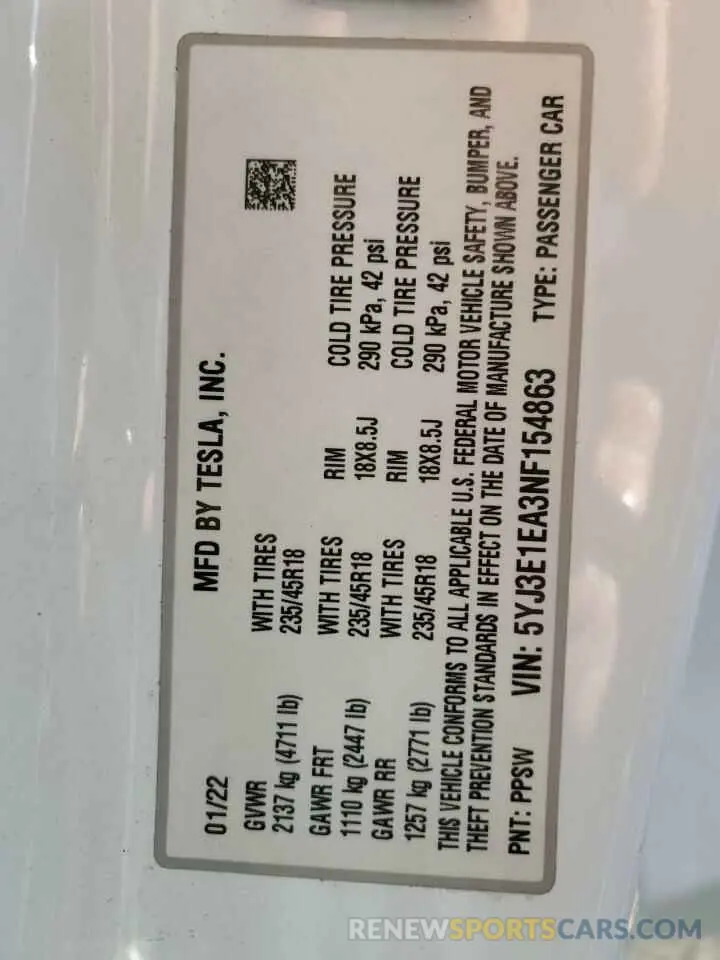 01/22 MFD BY TESLA, INC.
GVWR WITH TIRES
2137 kg (4711 lb) 235/45R18
GAWR FRT WITH TIRES RIM COLD TIRE PRESSURE
1110 kg (2447 lb) 235/45R18 18X8.5J 290 kPa, 42 psi
GAWR RR WITH TIRES RIM COLD TIRE PRESSURE
1257 kg (2771 lb) 235/45R18 18X8.5J 290 kPa, 42 psi
THIS VEHICLE CONFORMS TO ALL APPLICABLE U.S. FEDERAL MOTOR VEHICLE SAFETY, BUMPER, AND
THEFT PREVENTION STANDARDS IN EFFECT ON THE DATE OF MANUFACTURE SHOWN ABOVE.
PNT: PPSW VIN: 5YJ3E1EA3NF154863 TYPE: PASSENGER CAR
RENEWSPORTSCARS.COM